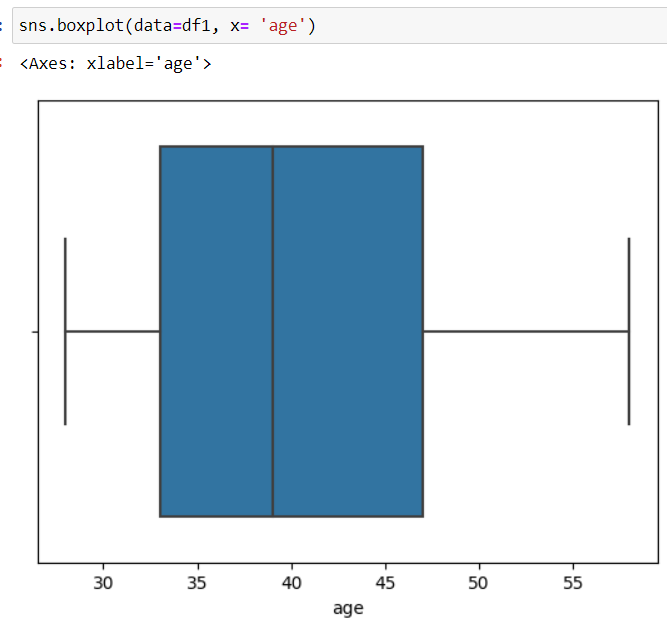 : sns.boxplot(data=df1, x= 'age')
: <Axes: xlabel='age'>
30 35 40 45 50 55
age